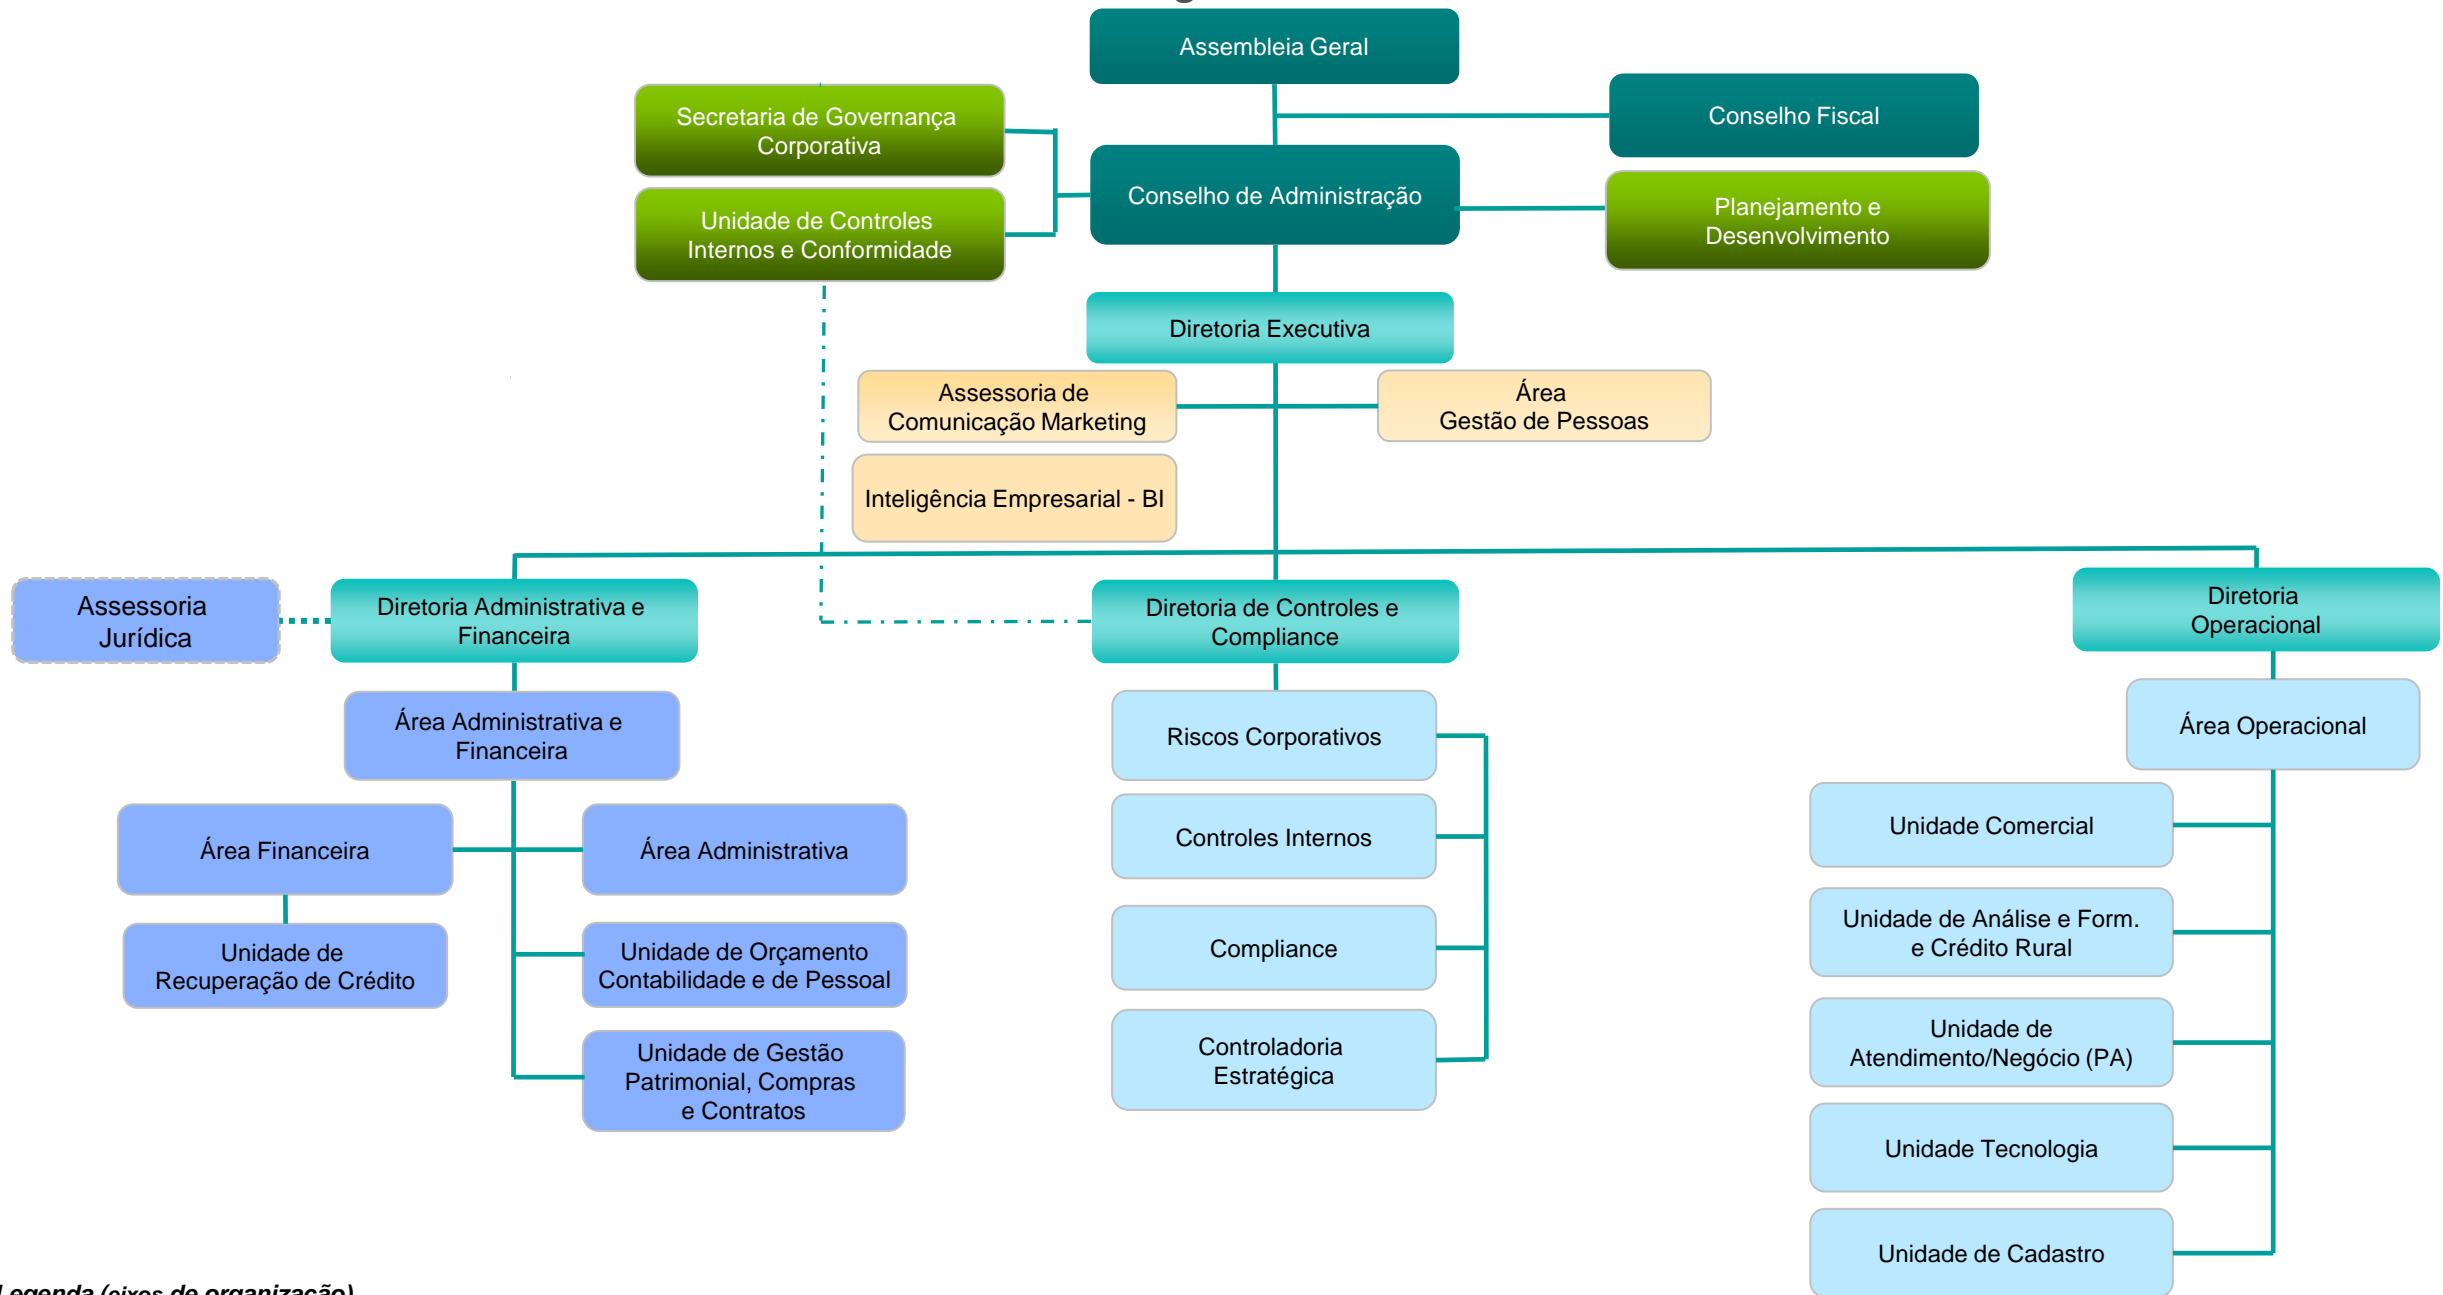 Assembleia Geral
Secretaria de Governança
Corporativa
Conselho Fiscal
Conselho de Administração
Unidade de Controles
Internos e Conformidade
Planejamento e
Desenvolvimento
Diretoria Executiva
Assessoria de
Comunicação Marketing
Área
Gestão de Pessoas
Inteligência Empresarial - BI
Assessoria
Jurídica
Diretoria Administrativa e
Financeira
Diretoria de Controles e
Compliance
Diretoria
Operacional
Área Administrativa e
Financeira
Riscos Corporativos
Área Operacional
Área Financeira
Área Administrativa
Controles Internos
Unidade Comercial
Unidade de
Recuperação de Crédito
Unidade de Orçamento
Contabilidade e de Pessoal
Compliance
Unidade de Análise e Form.
e Crédito Rural
Unidade de Gestão
Patrimonial, Compras
e Contratos
Controladoria
Estratégica
Unidade de
Atendimento/Negócio (PA)
Unidade Tecnologia
Unidade de Cadastro
Legenda (eixos de organização)